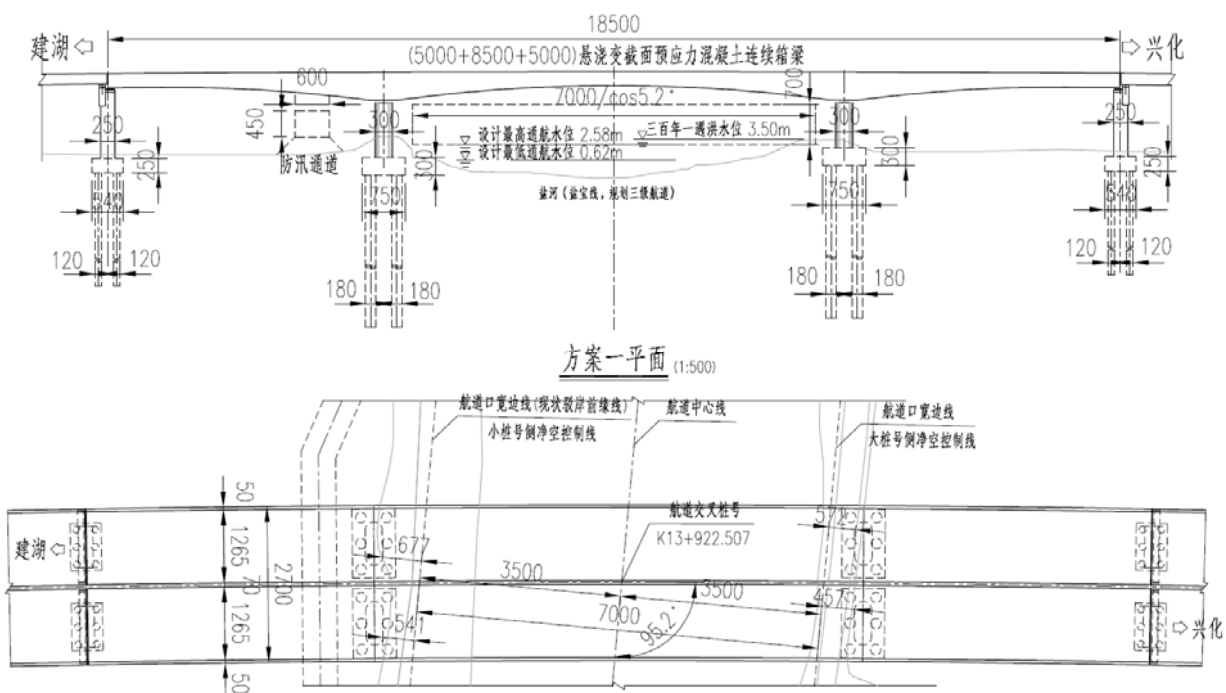 18500
建湖
兴化
(5000+8500+5000)悬浇变截面预应力混凝土连续箱梁
600
7000/cos5.2°
700
450
250
300
设计最高通航水位 2.58m
三百年一遇洪水位 3.50m
300
250
防汛通道
设计最低通航水位 0.62m
300
300
250
250
盐河(盐宝线,规划三级航道)
540
750
750
540
120
120
120
120
180
180
180
180
方案一平面 (1:500)
航道口宽边线(现状驳岸前缘线)
小桩号侧净空控制线
航道中心线
航道口宽边线
大桩号侧净空控制线
50
航道交叉桩号
K13+922.507
572
建湖
1265
677
3500
3500
70
2700
457
7000
541
95.2°
1265
兴化
50